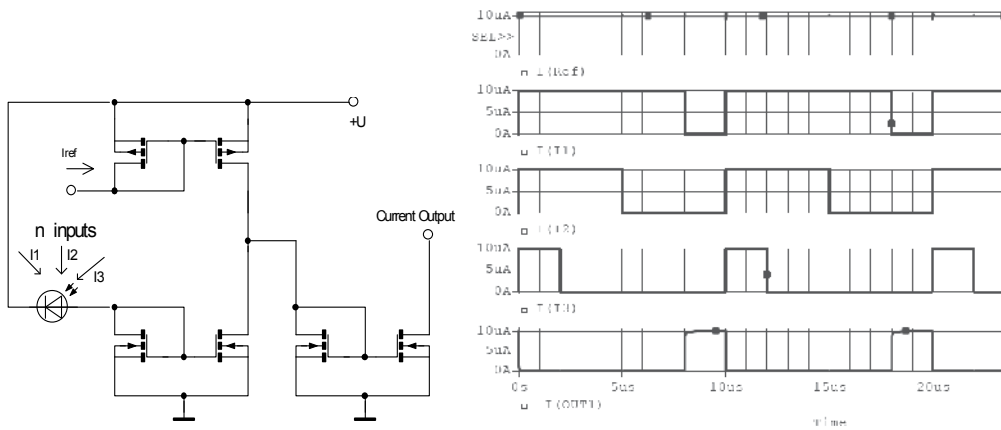 +U
Iref
Current Output
n inputs
I1
I2
I3
10uA
SEL>>
0A
I(Ref)
10uA
5uA
0A
I(I1)
10uA
5uA
0A
I(I2)
10uA
5uA
0A
I(I3)
10uA
5uA
0A
0s
5us
10us
15us
20us
I(OUT1)
Time